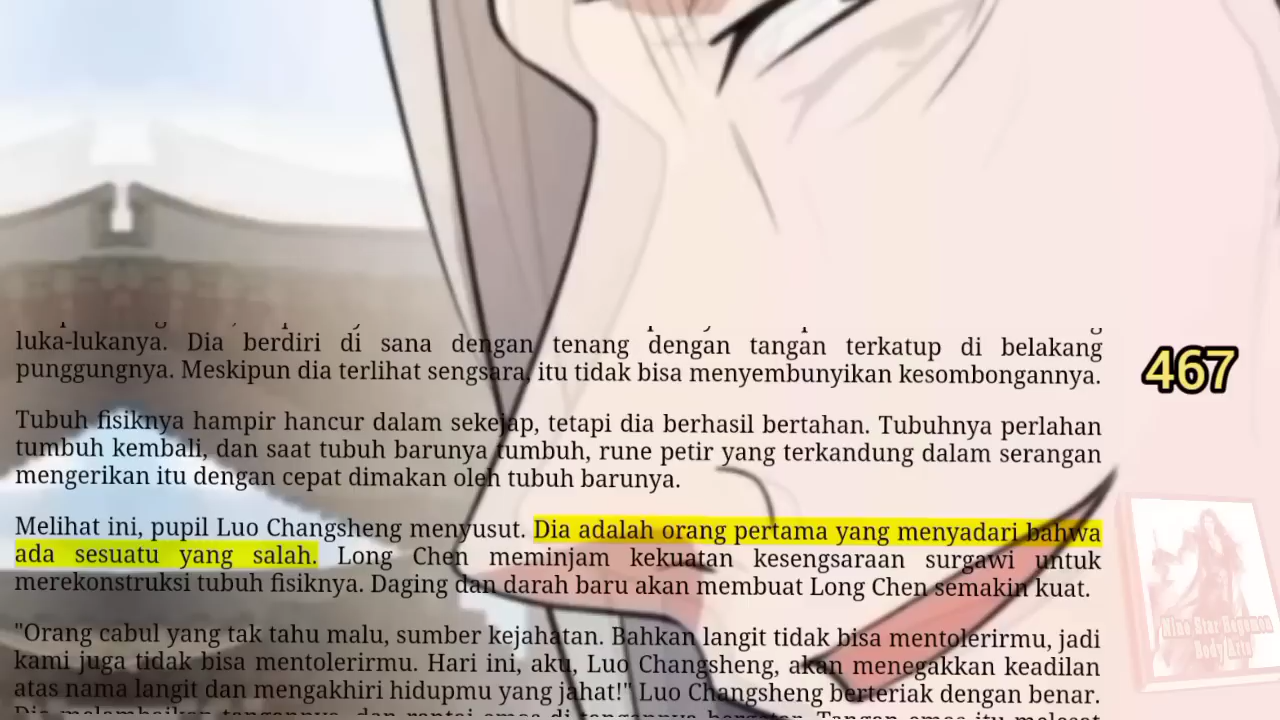 luka-lukanya. Dia berdiri di sana dengan tenang dengan tangan terkatup di belakang
punggungnya. Meskipun dia terlihat sengsara, itu tidak bisa menyembunyikan kesombongannya.
467
Tubuh fisiknya hampir hancur dalam sekejap, tetapi dia berhasil bertahan. Tubuhnya perlahan
tumbuh kembali, dan saat tubuh barunya tumbuh, rune petir yang terkandung dalam serangan
mengerikan itu dengan cepat dimakan oleh tubuh barunya.
Melihat ini, pupil Luo Changsheng menyusut. Dia adalah orang pertama yang menyadari bahwa
ada sesuatu yang salah. Long Chen meminjam kekuatan kesengsaraan surgawi untuk
merekonstruksi tubuh fisiknya. Daging dan darah baru akan membuat Long Chen semakin kuat.
"Orang cabul yang tak tahu malu, sumber kejahatan. Bahkan langit tidak bisa mentolerirmu, jadi
kami juga tidak bisa mentolerirmu. Hari ini, aku, Luo Changsheng, akan menegakkan keadilan
atas nama langit dan mengakhiri hidupmu yang jahat!" Luo Changsheng berteriak dengan benar.
Nine Star Hegemon
Body Arts